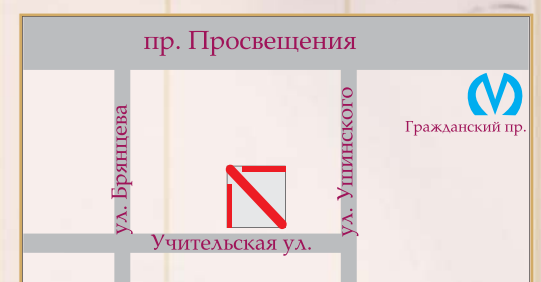 пр. Просвещения
Гражданский пр.
ул. Брянцева
ул. Ушинского
Учительская ул.